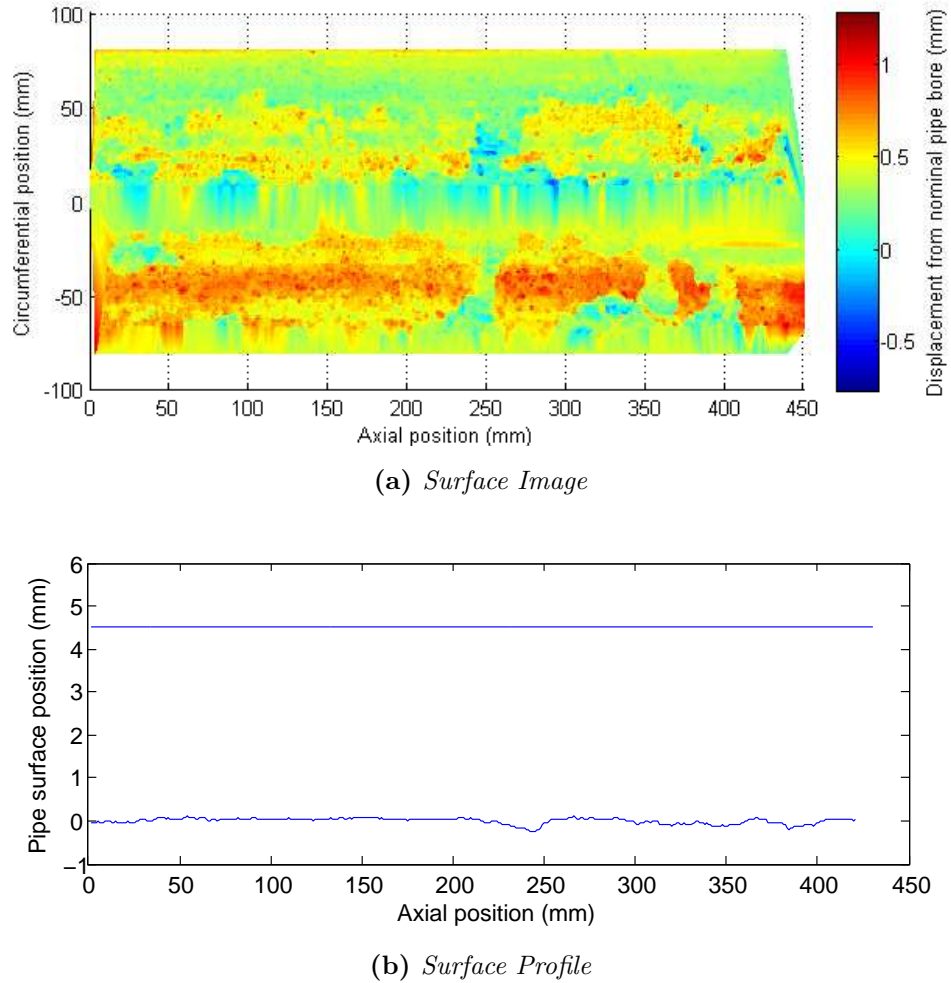 100
50
0
-50
-100
Circumferential position (mm)
0 50 100 150 200 250 300 350 400 450
Axial position (mm)
1
0.5
0
-0.5
Displacement from nominal pipe bore (mm)
(a) Surface Image
6
5
4
3
2
1
0
−1
Pipe surface position (mm)
0 50 100 150 200 250 300 350 400 450
Axial position (mm)
(b) Surface Profile